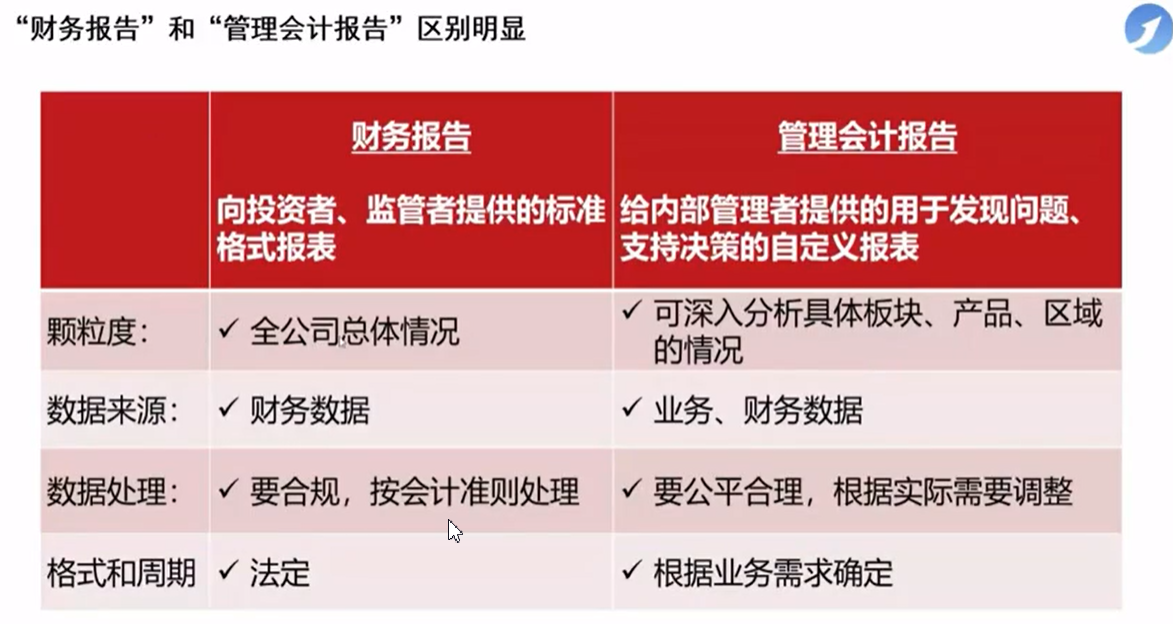 “财务报告”和“管理会计报告”区别明显
财务报告
向投资者、监管者提供的标准
格式报表
管理会计报告
给内部管理者提供的用于发现问题、
支持决策的自定义报表
颗粒度：
✓ 全公司总体情况
✓ 可深入分析具体板块、产品、区域
的情况
数据来源：
✓ 财务数据
✓ 业务、财务数据
数据处理：
✓ 要合规，按会计准则处理
✓ 要公平合理，根据实际需要调整
格式和周期
✓ 法定
✓ 根据业务需求确定